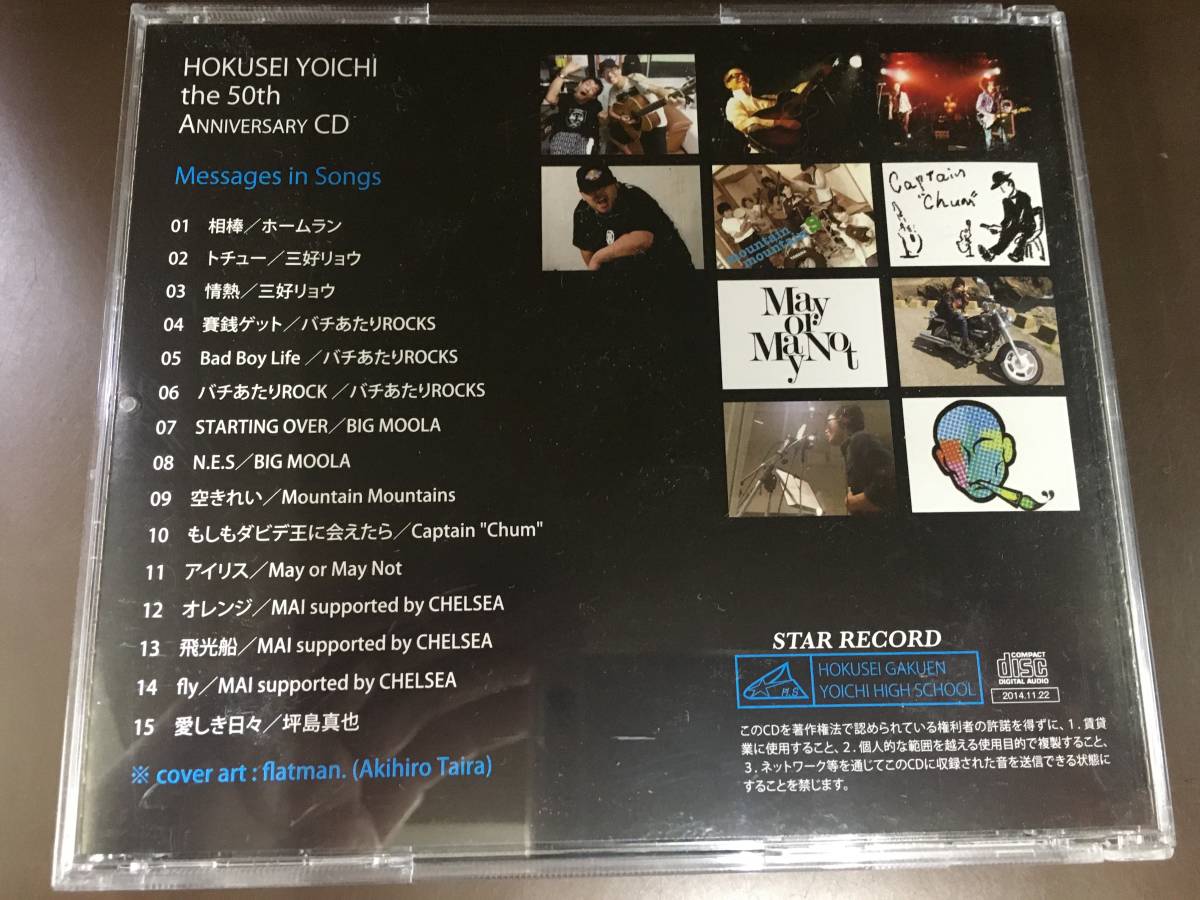 HOKUSEI YOICHI
the 50th
ANNIVERSARY CD
Messages in Songs
01 相棒／ホームラン
02 トチュー／三好リョウ
03 情熱／三好リョウ
04 賽銭ゲット／バチあたりROCKS
05 Bad Boy Life ／バチあたりROCKS
06 バチあたりROCK ／バチあたりROCKS
07 STARTING OVER／BIG MOOLA
08 N.E.S／BIG MOOLA
09 空きれい／Mountain Mountains
10 もしもダビデ王に会えたら／Captain "Chum"
11 アイリス／May or May Not
12 オレンジ／MAI supported by CHELSEA
13 飛光船／MAI supported by CHELSEA
14 fly／MAI supported by CHELSEA
15 愛しき日々／坪島真也
※ cover art : flatman. (Akihiro Taira)
mountain
mountains
Captain
"Chum"
May
or
May Not
STAR RECORD
H.S
HOKUSEI GAKUEN
YOICHI HIGH SCHOOL
COMPACT
disc
DIGITAL AUDIO
2014.11.22
このCDを著作権法で認められている権利者の許諾を得ずに、1．賃貸
業に使用すること、2．個人的な範囲を越える使用目的で複製すること、
3．ネットワーク等を通じてこのCDに収録された音を送信できる状態に
することを禁じます。